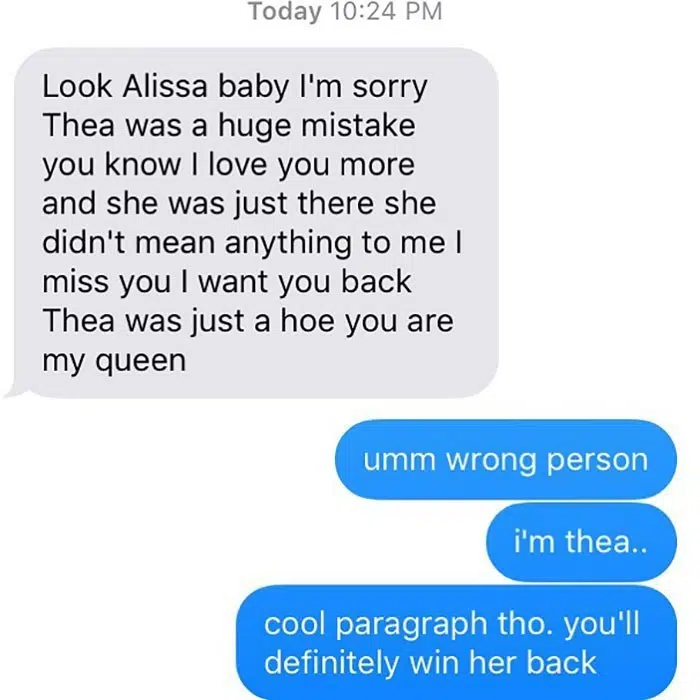 Today 10:24 PM
Look Alissa baby I'm sorry
Thea was a huge mistake
you know I love you more
and she was just there she
didn't mean anything to me I
miss you I want you back
Thea was just a hoe you are
my queen
umm wrong person
i'm thea..
cool paragraph tho. you'll
definitely win her back